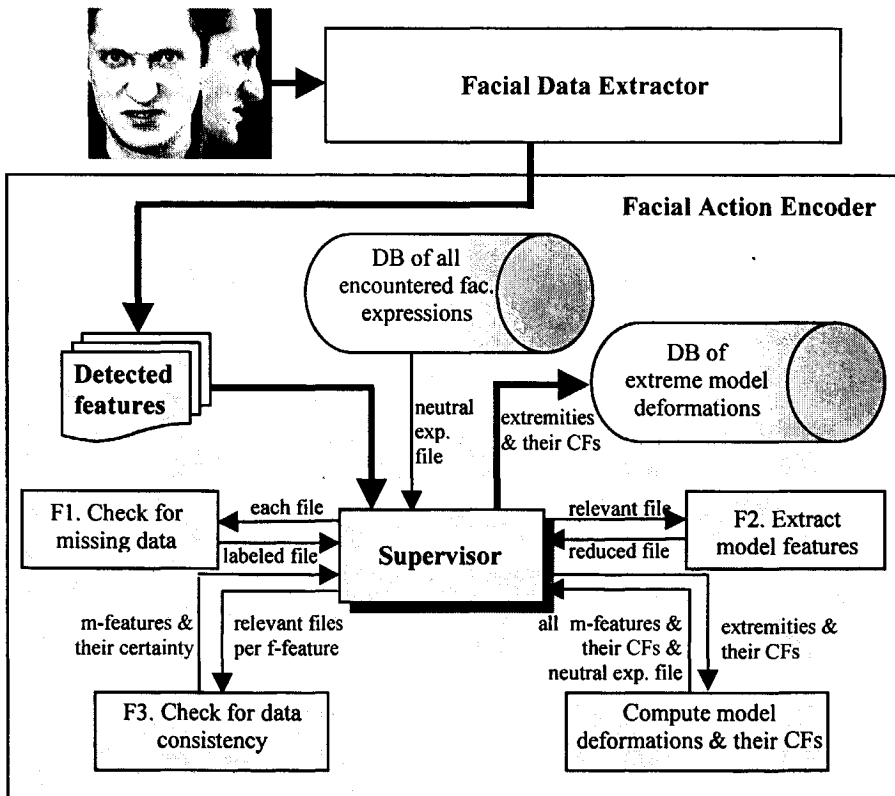 Facial Data Extractor
Facial Action Encoder
DB of all
encountered fac.
expressions
DB of
extreme model
deformations
Detected
features
neutral
exp.
file
extremities
& their CFs
F1. Check for
missing data
each file
labeled file
Supervisor
relevant file
reduced file
F2. Extract
model features
m-features &
their certainty
relevant files
per f-feature
all m-features &
their CFs &
neutral exp. file
extremities &
their CFs
F3. Check for data
consistency
Compute model
deformations & their CFs